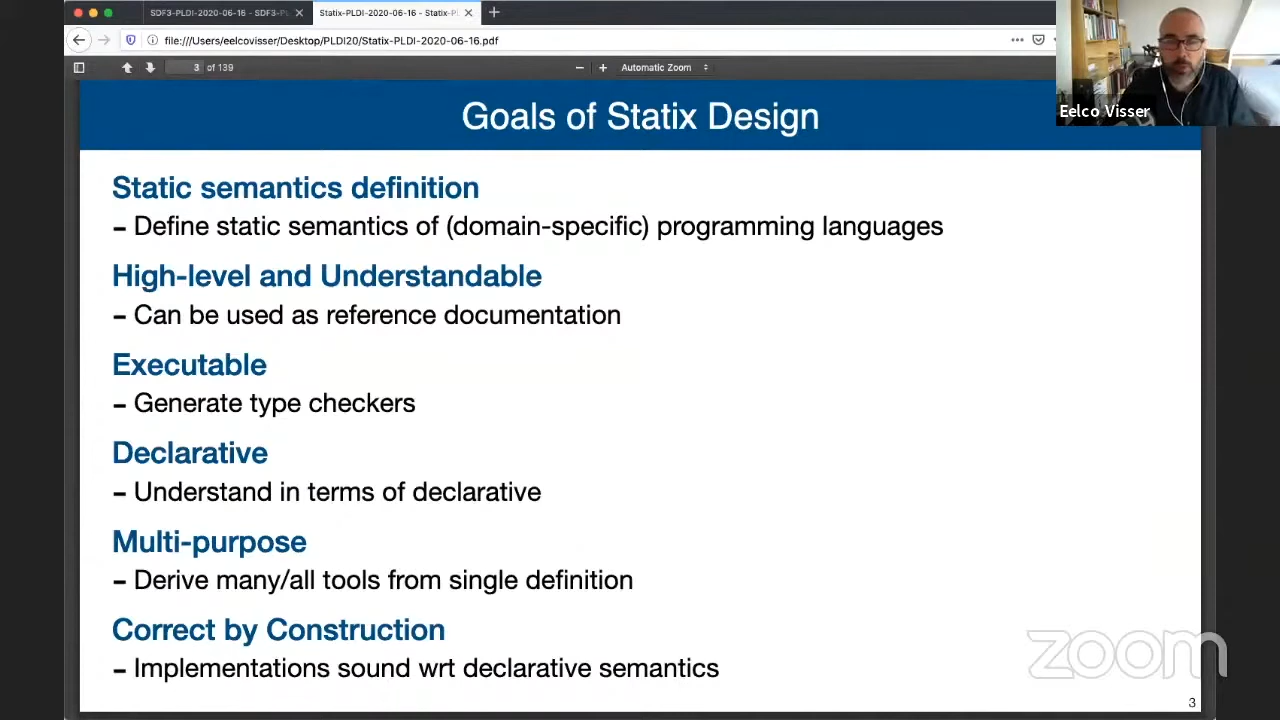 SDF3-PLDI-2020-06-15 - SDF3-P
Statix-PLDI-2020-06-16 - Statix-P
file:///Users/eelcovisser/Desktop/PLDI20/Statix-PLDI-2020-06-16.pdf
3 of 139
Automatic Zoom
Eelco Visser
Goals of Statix Design
Static semantics definition
– Define static semantics of (domain-specific) programming languages
High-level and Understandable
– Can be used as reference documentation
Executable
– Generate type checkers
Declarative
– Understand in terms of declarative
Multi-purpose
– Derive many/all tools from single definition
Correct by Construction
– Implementations sound wrt declarative semantics
zoom
3